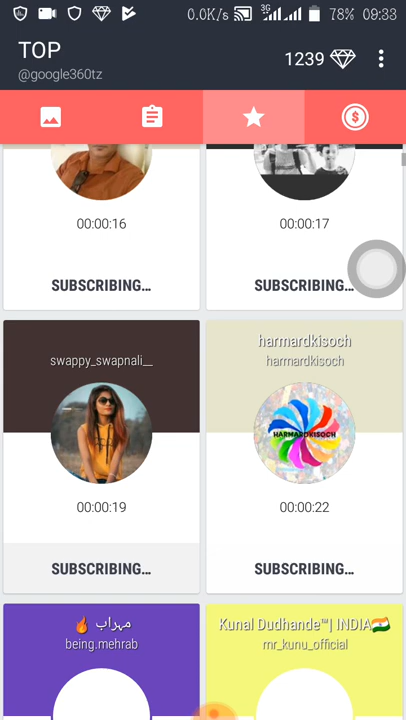 0.0K/s 3G 78% 09:33
TOP
@google360tz
1239
00:00:16
00:00:17
SUBSCRIBING...
SUBSCRIBING...
swappy_swapnali__
harmardkisoch
harmardkisoch
HARMARDKISOCH
00:00:19
00:00:22
SUBSCRIBING...
SUBSCRIBING...
مہراب 🔥
being.mehrab
Kunal Dudhande™| INDIA🇮🇳
mr_kunu_official